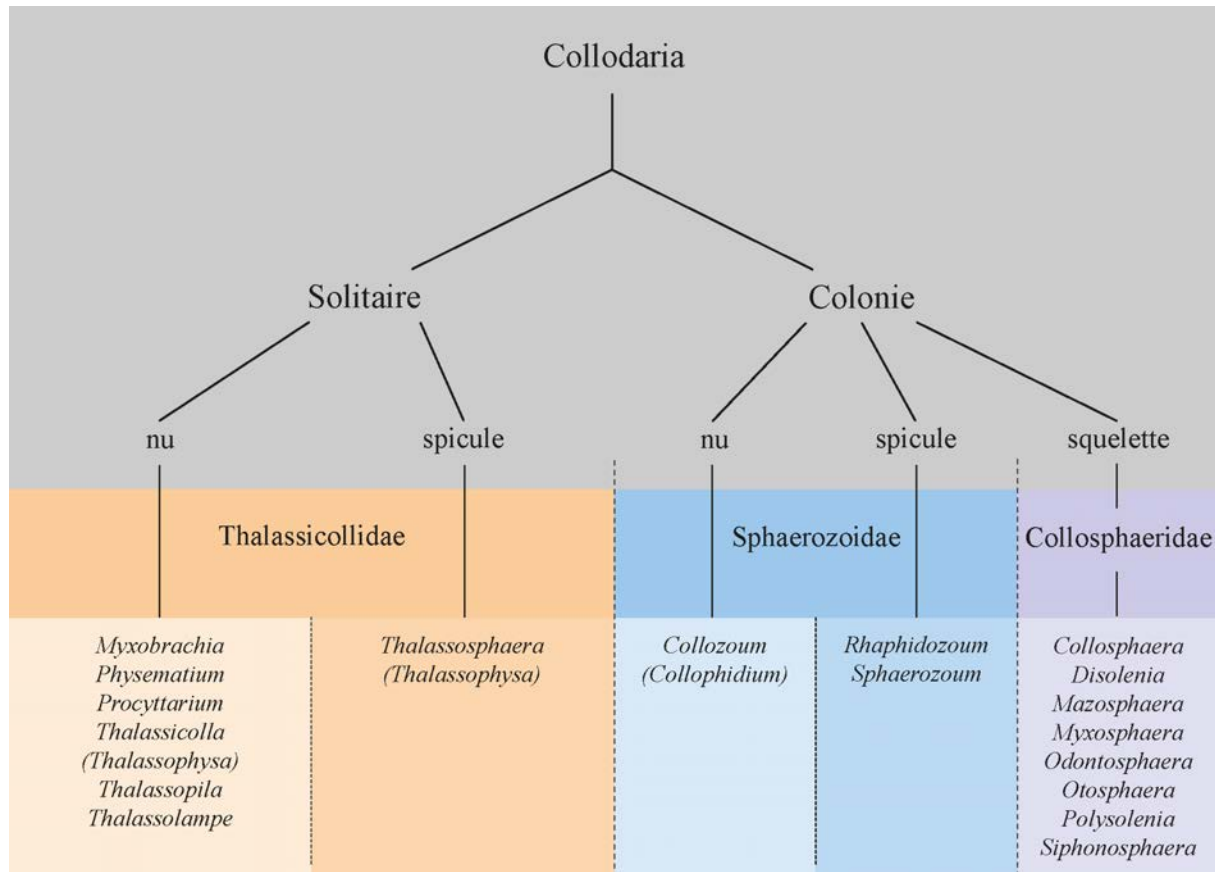 Collodaria
Solitaire
Colonie
nu
spicule
nu
spicule
squelette
Thalassicollidae
Sphaerozoidae
Collosphaeridae
Myxobrachia
Physematium
Procyttarium
Thalassicolla
(Thalassophysa)
Thalassopila
Thalassolampe
Thalassosphaera
(Thalassophysa)
Collozoum
(Collophidium)
Rhaphidozoum
Sphaerozoum
Collosphaera
Disolenia
Mazosphaera
Myxosphaera
Odontosphaera
Otosphaera
Polysolenia
Siphonosphaera